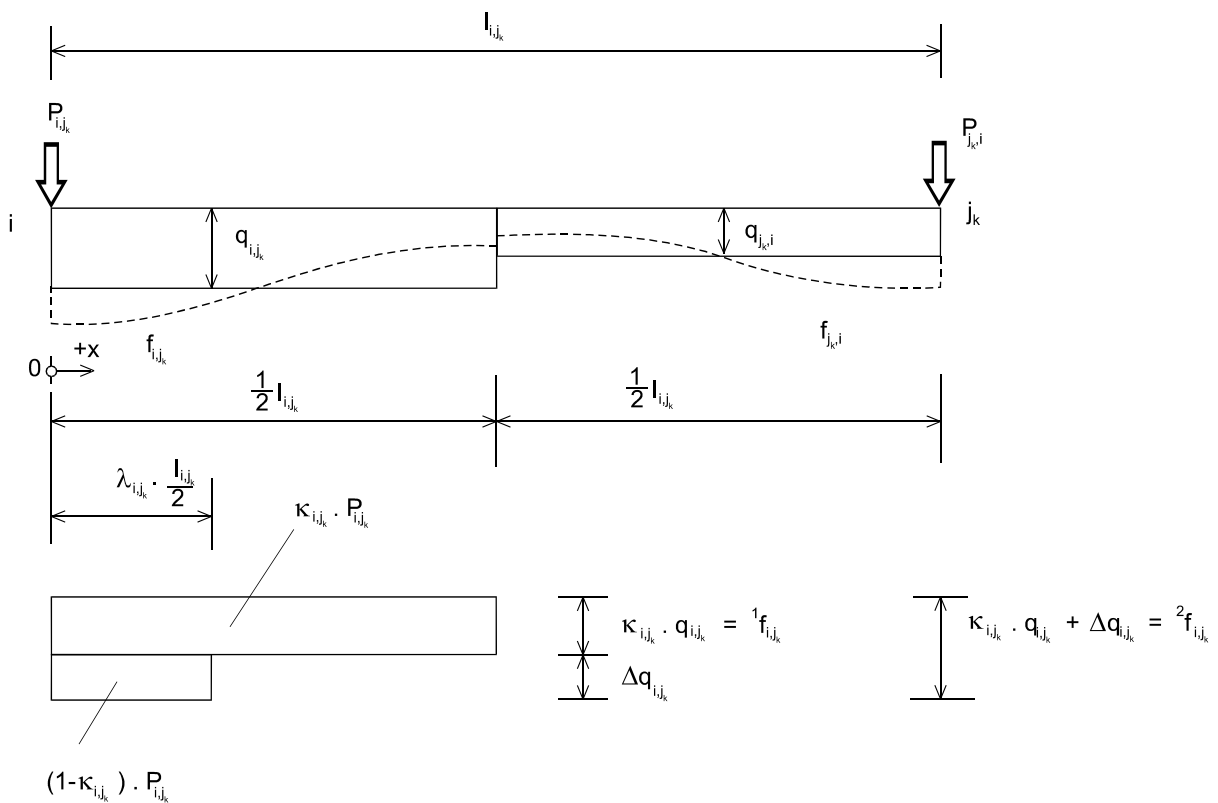 l_{i,j_k}
P_{i,j_k}
P_{j_k,i}
i
j_k
q_{i,j_k}
q_{j_k,i}
f_{i,j_k}
f_{j_k,i}
0 +x
1/2 l_{i,j_k}
1/2 l_{i,j_k}
λ_{i,j_k} · l_{i,j_k}/2
κ_{i,j_k} . P_{i,j_k}
κ_{i,j_k} . q_{i,j_k} = ^1f_{i,j_k}
κ_{i,j_k} . q_{i,j_k} + Δq_{i,j_k} = ^2f_{i,j_k}
Δq_{i,j_k}
(1-κ_{i,j_k}) . P_{i,j_k}